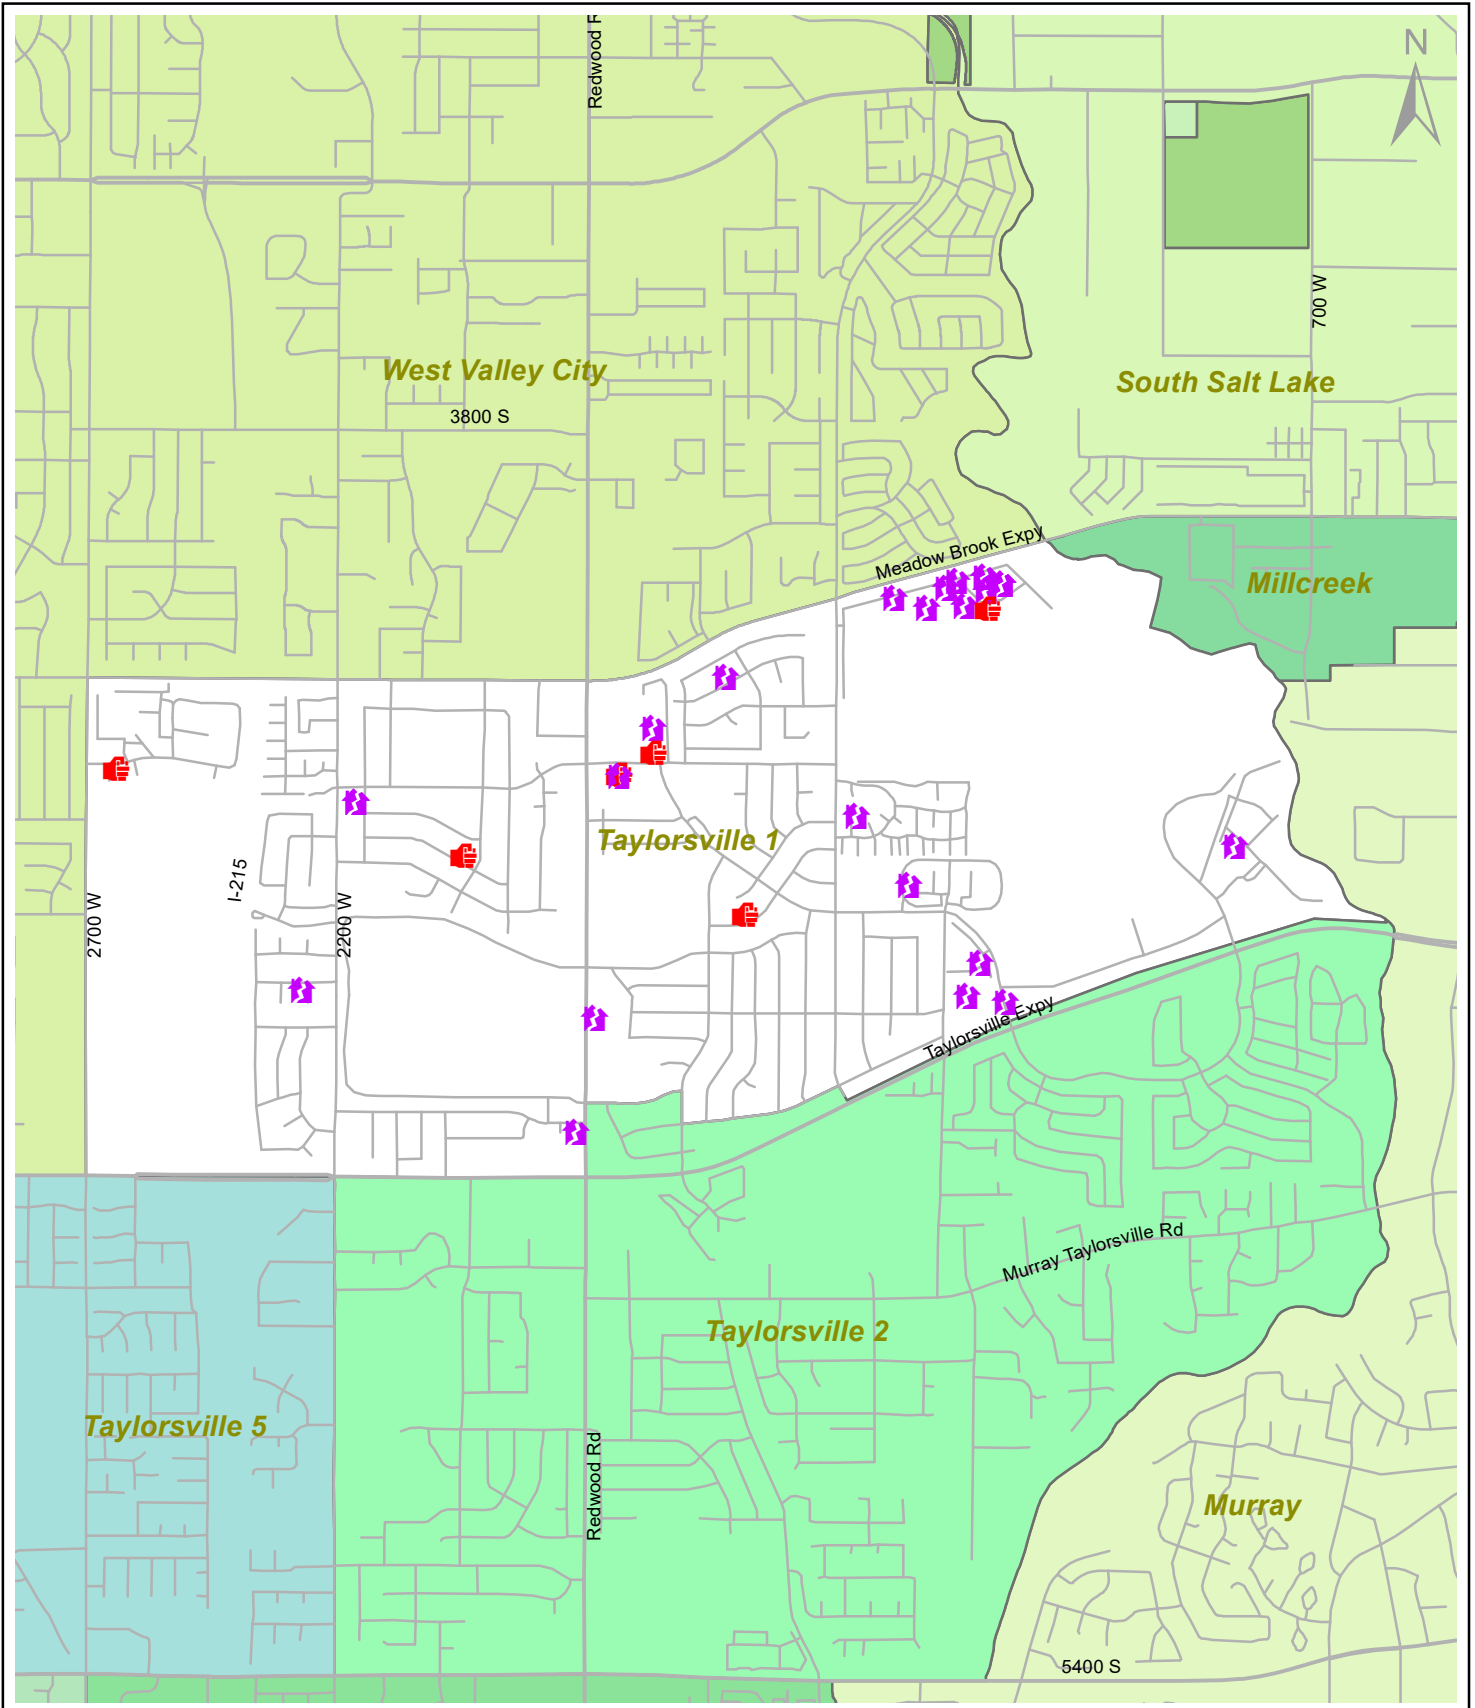 Redwood R
N
700 W
West Valley City
South Salt Lake
3800 S
Meadow Brook Expy
Millcreek
Taylorsville 1
I-215
2700 W
2200 W
Taylorsville Expy
Murray Taylorsville Rd
Taylorsville 2
Taylorsville 5
Redwood Rd
Murray
5400 S